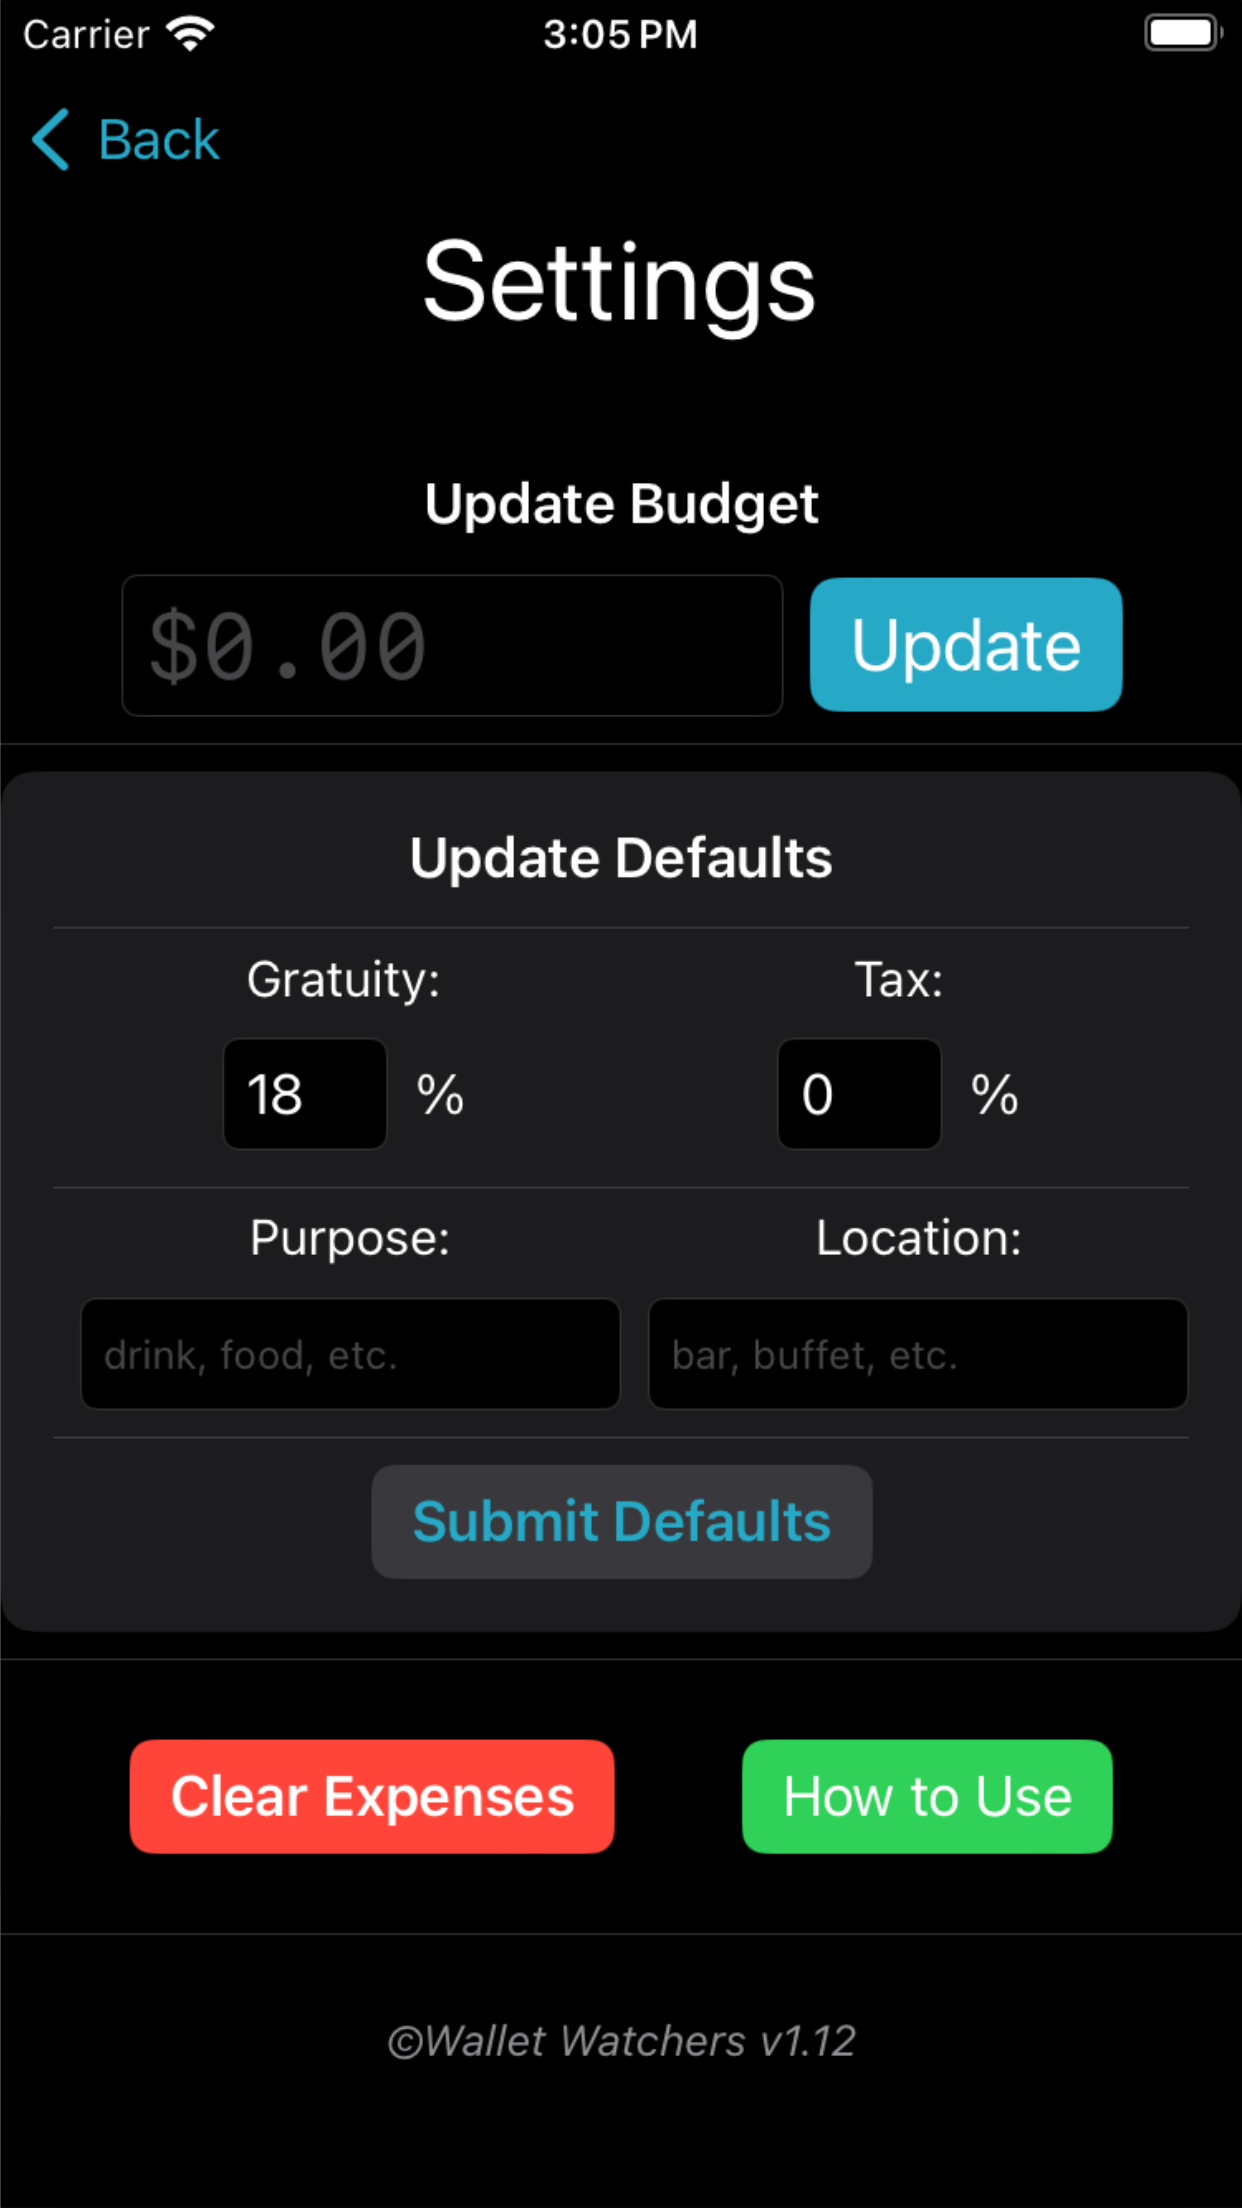 Carrier 3:05 PM
Back
Settings
Update Budget
$0.00 Update
Update Defaults
Gratuity: Tax:
18 % 0 %
Purpose: Location:
drink, food, etc. bar, buffet, etc.
Submit Defaults
Clear Expenses How to Use
©Wallet Watchers v1.12